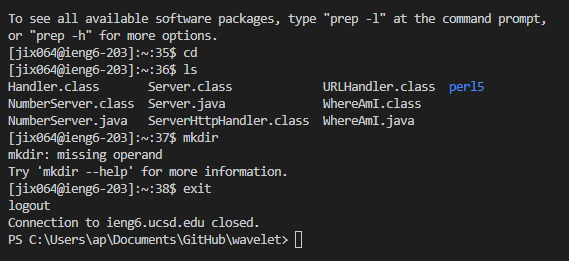 To see all available software packages, type "prep -l" at the command prompt,
or "prep -h" for more options.
[jix064@ieng6-203]:~:35$ cd
[jix064@ieng6-203]:~:36$ ls
Handler.class       Server.class             URLHandler.class  perl5
NumberServer.class  Server.java              WhereAmI.class
NumberServer.java   ServerHttpHandler.class  WhereAmI.java
[jix064@ieng6-203]:~:37$ mkdir
mkdir: missing operand
Try 'mkdir --help' for more information.
[jix064@ieng6-203]:~:38$ exit
logout
Connection to ieng6.ucsd.edu closed.
PS C:\Users\ap\Documents\GitHub\wavelet>